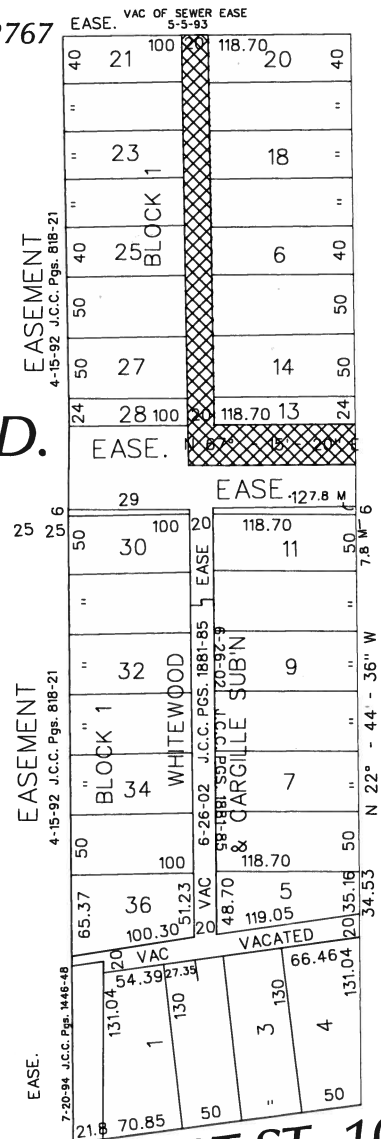 2767
EASE.
VAC OF SEWER EASE
5-5-93
40 21 100 20 118.70 20 40
" "
" 23 18 "
" "
EASEMENT
4-15-92 J.C.C. Pgs. 818-21
BLOCK 1
40 25 6 40
50 50
50 27 14 50
24 28 100 20 118.70 13 24
D.
EASE. N 67° - 15' - 20" E
EASE. 127.8 M
6 29 6
25 25
50 30 100 20 118.70 11 50 7.8 M
EASE
" "
" 32 9 "
" "
" 34 7
EASEMENT
4-15-92 J.C.C. Pgs. 818-21
BLOCK 1
WHITEWOOD
6-26-02 J.C.C. PGS. 1881-85
6-26-02 J.C.C. PGS. 1881-85
& CARGILLE SUB'N
N 22° - 44' - 36" W
50 100 118.70 50
65.37 36 51.23 VAC 48.70 5 35.16 34.53
100.30 20 119.05 20
20 VAC VACATED
54.39 27.35 66.46
131.04 130 130 131.04
1 3 4
EASE.
7-20-94 J.C.C. Pgs. 1446-48
21.8 70.85 50 " 50
ST. 10